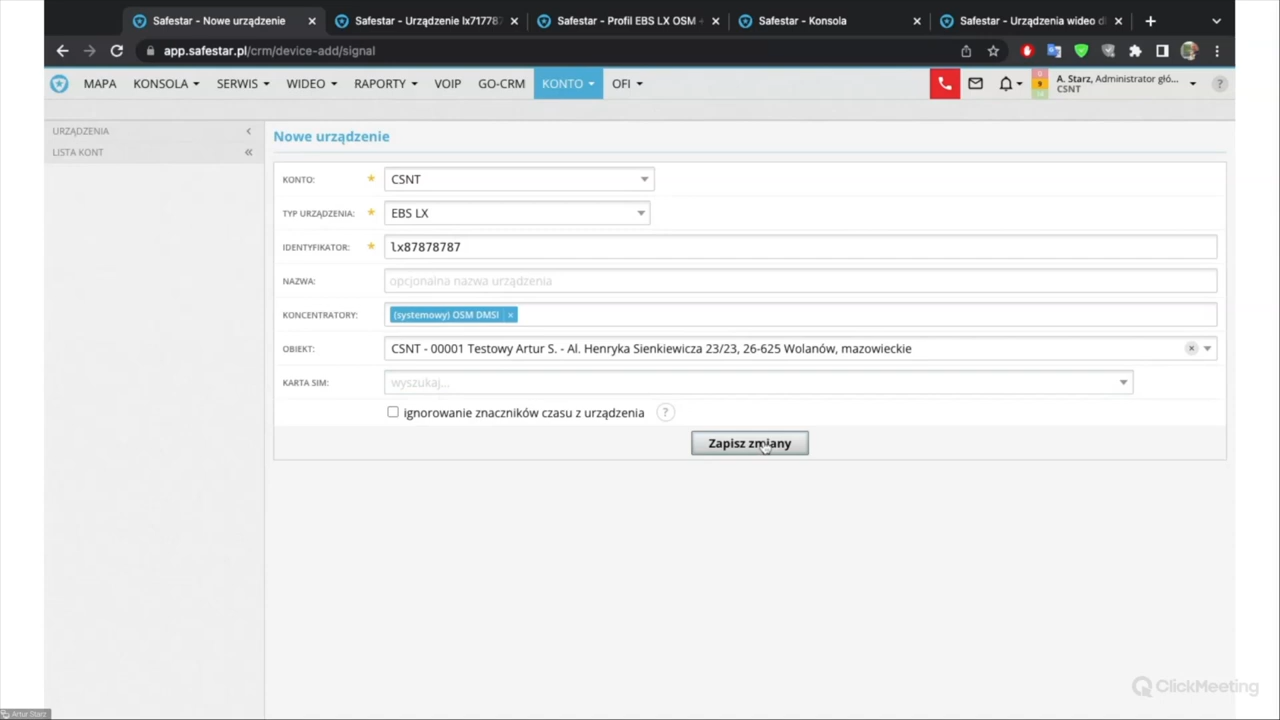 Safestar - Nowe urządzenie
Safestar - Urządzenie lx71778
Safestar - Profil EBS LX OSM
Safestar - Konsola
Safestar - Urządzenia wideo d
app.safestar.pl/crm/device-add/signal
MAPA KONSOLA SERWIS WIDEO RAPORTY VOIP GO-CRM KONTO OFI
A. Starz, Administrator głó...
CSNT
?
URZĄDZENIA
LISTA KONT
Nowe urządzenie
KONTO: CSNT
TYP URZĄDZENIA: EBS LX
IDENTYFIKATOR: lx87878787
NAZWA: opcjonalna nazwa urządzenia
KONCENTRATORY: (systemowy) OSM DMSI ×
OBIEKT: CSNT - 00001 Testowy Artur S. - Al. Henryka Sienkiewicza 23/23, 26-625 Wolanów, mazowieckie
KARTA SIM: wyszukaj...
ignorowanie znaczników czasu z urządzenia ?
Zapisz zmiany
ClickMeeting
Artur Starz